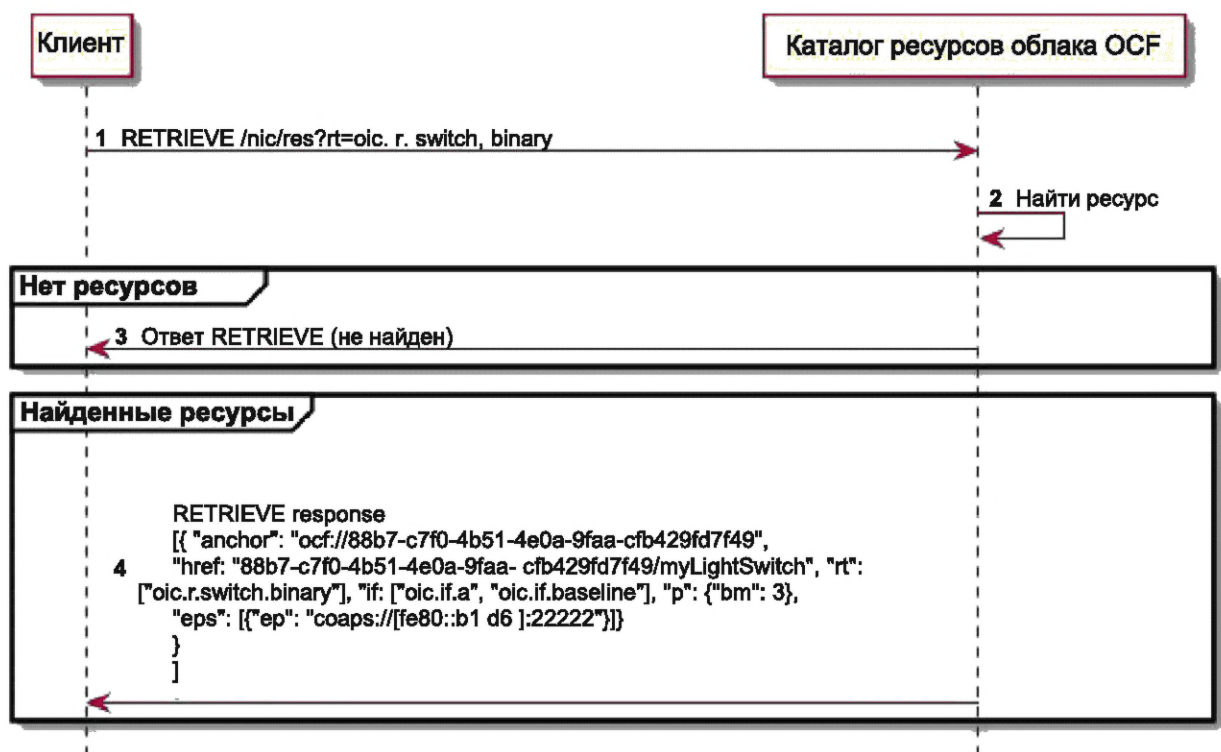 Клиент
Каталог ресурсов облака OCF
1 RETRIEVE /nic/res?rt=oic. r. switch, binary
2 Найти ресурс
Нет ресурсов
3 Ответ RETRIEVE (не найден)
Найденные ресурсы
RETRIEVE response
[{ "anchor": "ocf://88b7-c7f0-4b51-4e0a-9faa-cfb429fd7f49",
"href: "88b7-c7f0-4b51-4e0a-9faa- cfb429fd7f49/myLightSwitch", "rt":
4
["oic.r.switch.binary"], "if: ["oic.if.a", "oic.if.baseline"], "p": {"bm": 3},
"eps": [{"ep": "coaps://[fe80::b1 d6 ]:22222"}]}
}
]